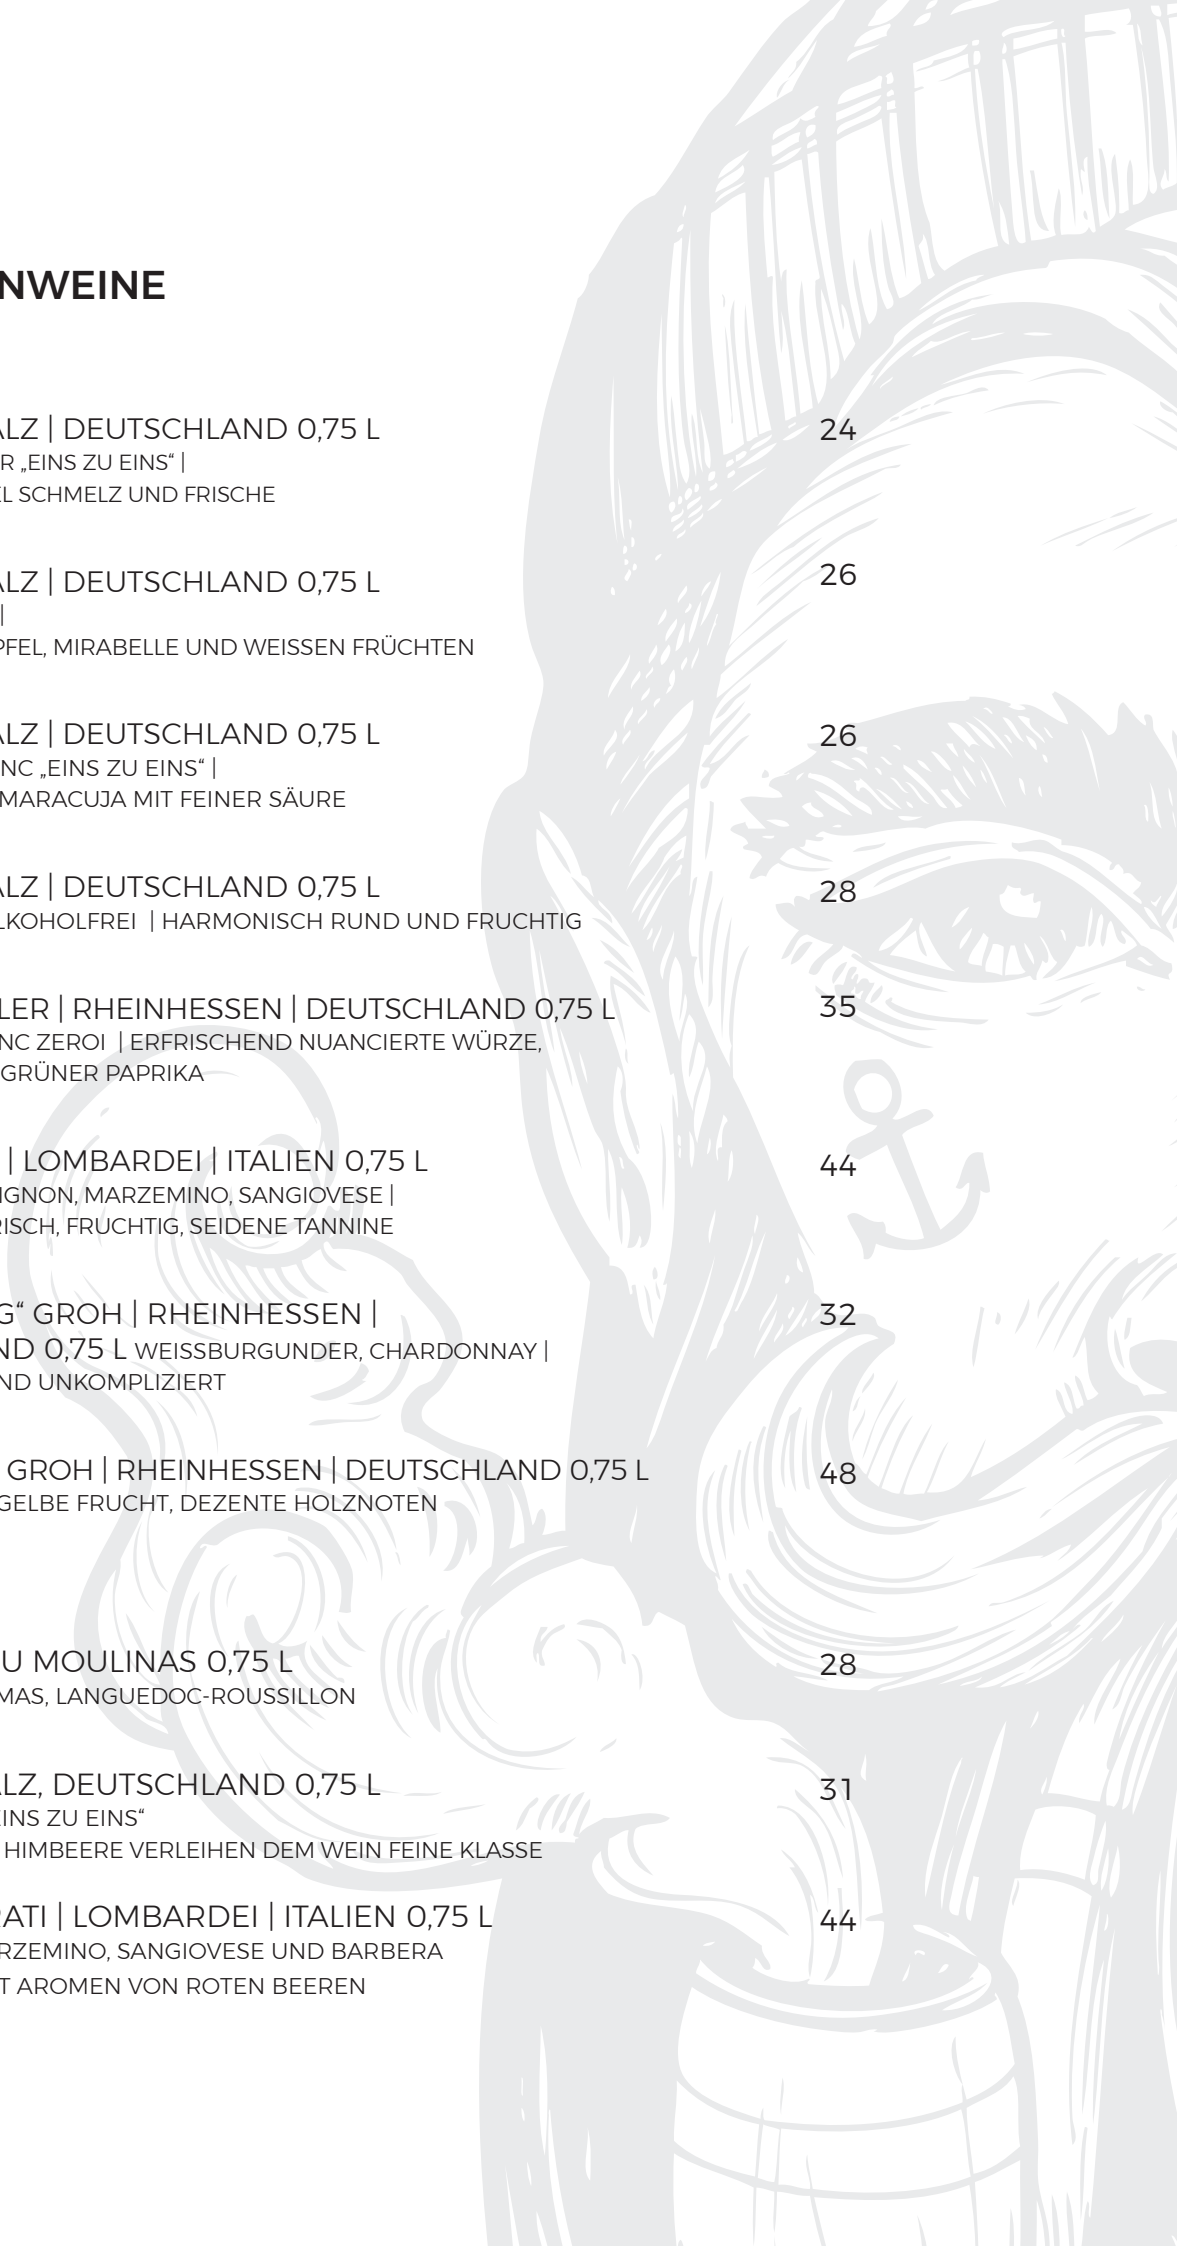 NWEINE
ALZ | DEUTSCHLAND 0,75 L 24
R „EINS ZU EINS“ |
EL SCHMELZ UND FRISCHE
ALZ | DEUTSCHLAND 0,75 L 26
|
PFEL, MIRABELLE UND WEISSEN FRÜCHTEN
ALZ | DEUTSCHLAND 0,75 L 26
NC „EINS ZU EINS“ |
MARACUJA MIT FEINER SÄURE
ALZ | DEUTSCHLAND 0,75 L 28
LKOHOLFREI | HARMONISCH RUND UND FRUCHTIG
LER | RHEINHESSEN | DEUTSCHLAND 0,75 L 35
NC ZEROI | ERFRISCHEND NUANCIERTE WÜRZE,
GRÜNER PAPRIKA
| LOMBARDEI | ITALIEN 0,75 L 44
IGNON, MARZEMINO, SANGIOVESE |
RISCH, FRUCHTIG, SEIDENE TANNINE
G“ GROH | RHEINHESSEN | 32
ND 0,75 L WEISSBURGUNDER, CHARDONNAY |
ND UNKOMPLIZIERT
GROH | RHEINHESSEN | DEUTSCHLAND 0,75 L 48
GELBE FRUCHT, DEZENTE HOLZNOTEN
U MOULINAS 0,75 L 28
MAS, LANGUEDOC-ROUSSILLON
ALZ, DEUTSCHLAND 0,75 L 31
EINS ZU EINS“
HIMBEERE VERLEIHEN DEM WEIN FEINE KLASSE
RATI | LOMBARDEI | ITALIEN 0,75 L 44
RZEMINO, SANGIOVESE UND BARBERA
T AROMEN VON ROTEN BEEREN